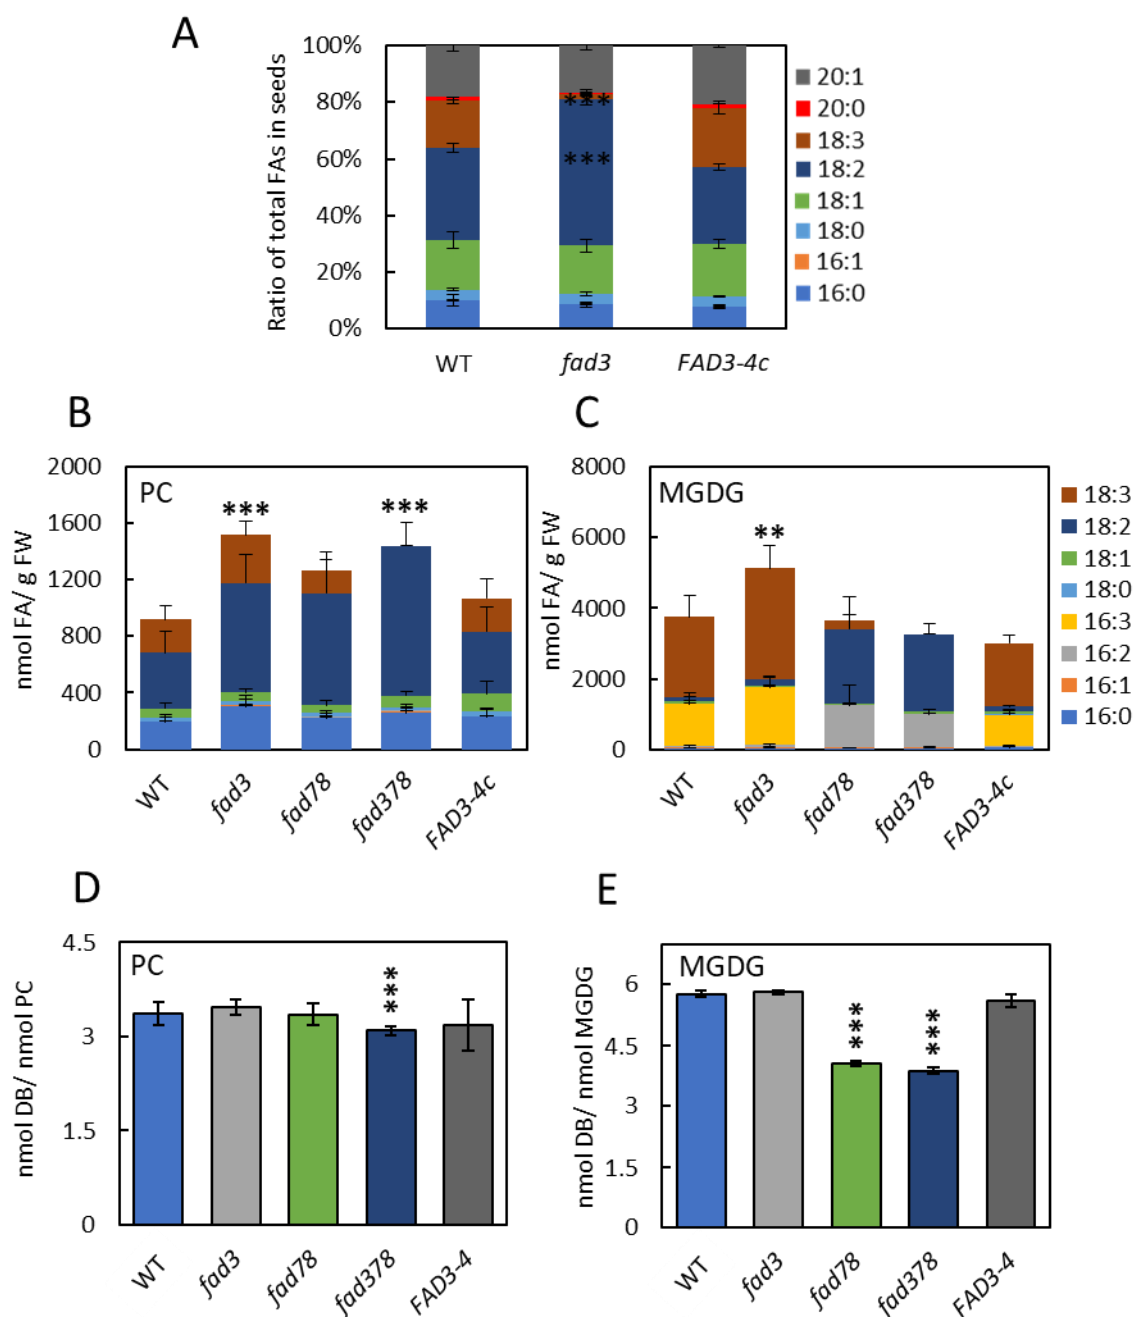 A
Ratio of total FAs in seeds
100%
80%
60%
40%
20%
0%
***
***
WT
fad3
FAD3-4c
20:1
20:0
18:3
18:2
18:1
18:0
16:1
16:0
B
nmol FA/ g FW
2000
1600
1200
800
400
0
PC
***
***
WT
fad3
fad78
fad378
FAD3-4c
C
nmol FA/ g FW
8000
6000
4000
2000
0
MGDG
**
WT
fad3
fad78
fad378
FAD3-4c
18:3
18:2
18:1
18:0
16:3
16:2
16:1
16:0
D
nmol DB/ nmol PC
4.5
3
1.5
0
PC
***
WT
fad3
fad78
fad378
FAD3-4
E
nmol DB/ nmol MGDG
6
4.5
3
1.5
0
MGDG
***
***
WT
fad3
fad78
fad378
FAD3-4